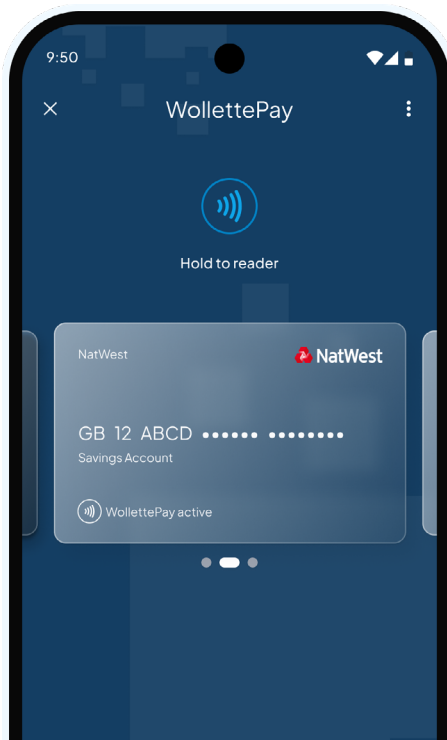 9:50
WollettePay
Hold to reader
NatWest
NatWest
GB 12 ABCD •••••• ••••••••
Savings Account
WollettePay active